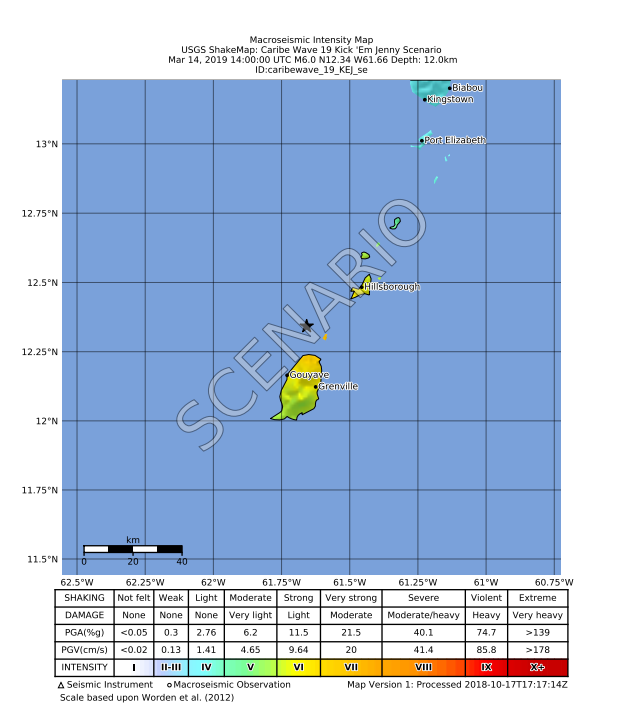 Macroseismic Intensity Map
USGS ShakeMap: Caribe Wave 19 Kick 'Em Jenny Scenario
Mar 14, 2019 14:00:00 UTC M6.0 N12.34 W61.66 Depth: 12.0km
ID:caribewave_19_KEJ_se
Biabou
Kingstown
Port Elizabeth
13°N
12.75°N
12.5°N
Hillsborough
SCENARIO
12.25°N
Gouyave
Grenville
12°N
11.75°N
11.5°N
km
0 20 40
62.5°W 62.25°W 62°W 61.75°W 61.5°W 61.25°W 61°W 60.75°W
SHAKING Not felt Weak Light Moderate Strong Very strong Severe Violent Extreme
DAMAGE None None None Very light Light Moderate Moderate/heavy Heavy Very heavy
PGA(%g) <0.05 0.3 2.76 6.2 11.5 21.5 40.1 74.7 >139
PGV(cm/s) <0.02 0.13 1.41 4.65 9.64 20 41.4 85.8 >178
INTENSITY I II-III IV V VI VII VIII IX X+
Seismic Instrument Macroseismic Observation Map Version 1: Processed 2018-10-17T17:17:14Z
Scale based upon Worden et al. (2012)